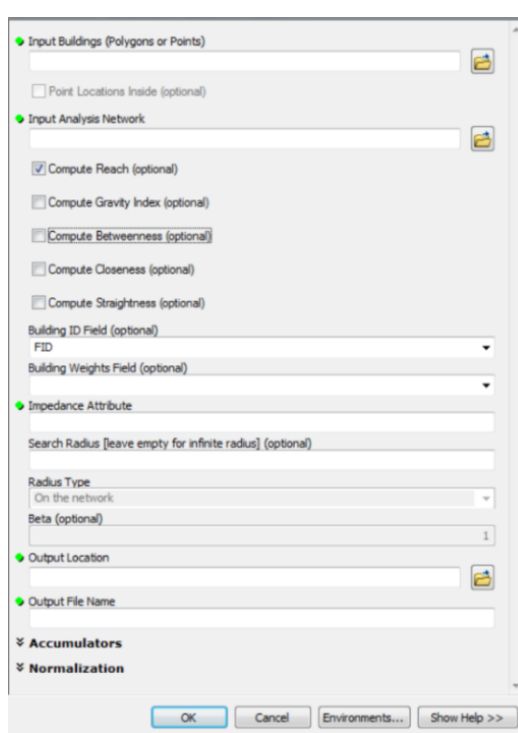 Input Buildings (Polygons or Points)
Point Locations Inside (optional)
Input Analysis Network
Compute Reach (optional)
Compute Gravity Index (optional)
Compute Betweenness (optional)
Compute Closeness (optional)
Compute Straightness (optional)
Building ID Field (optional)
FID
Building Weights Field (optional)
Impedance Attribute
Search Radius [leave empty for infinite radius] (optional)
Radius Type
On the network
Beta (optional)
1
Output Location
Output File Name
Accumulators
Normalization
OK Cancel Environments... Show Help >>